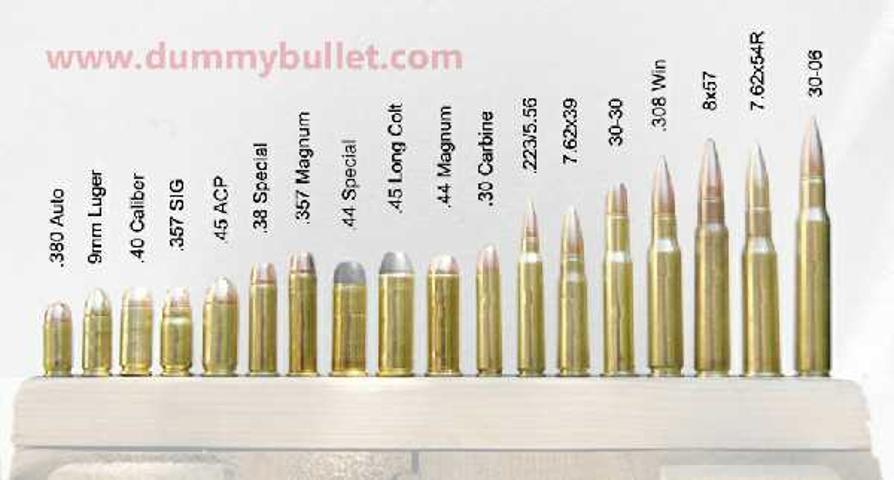 www.dummybullet.com
.380 Auto
9mm Luger
.40 Caliber
.357 SIG
.45 ACP
.38 Special
.357 Magnum
.44 Special
.45 Long Colt
.44 Magnum
.30 Carbine
.223/5.56
7.62x39
30-30
.308 Win
8x57
7.62x54R
30-06